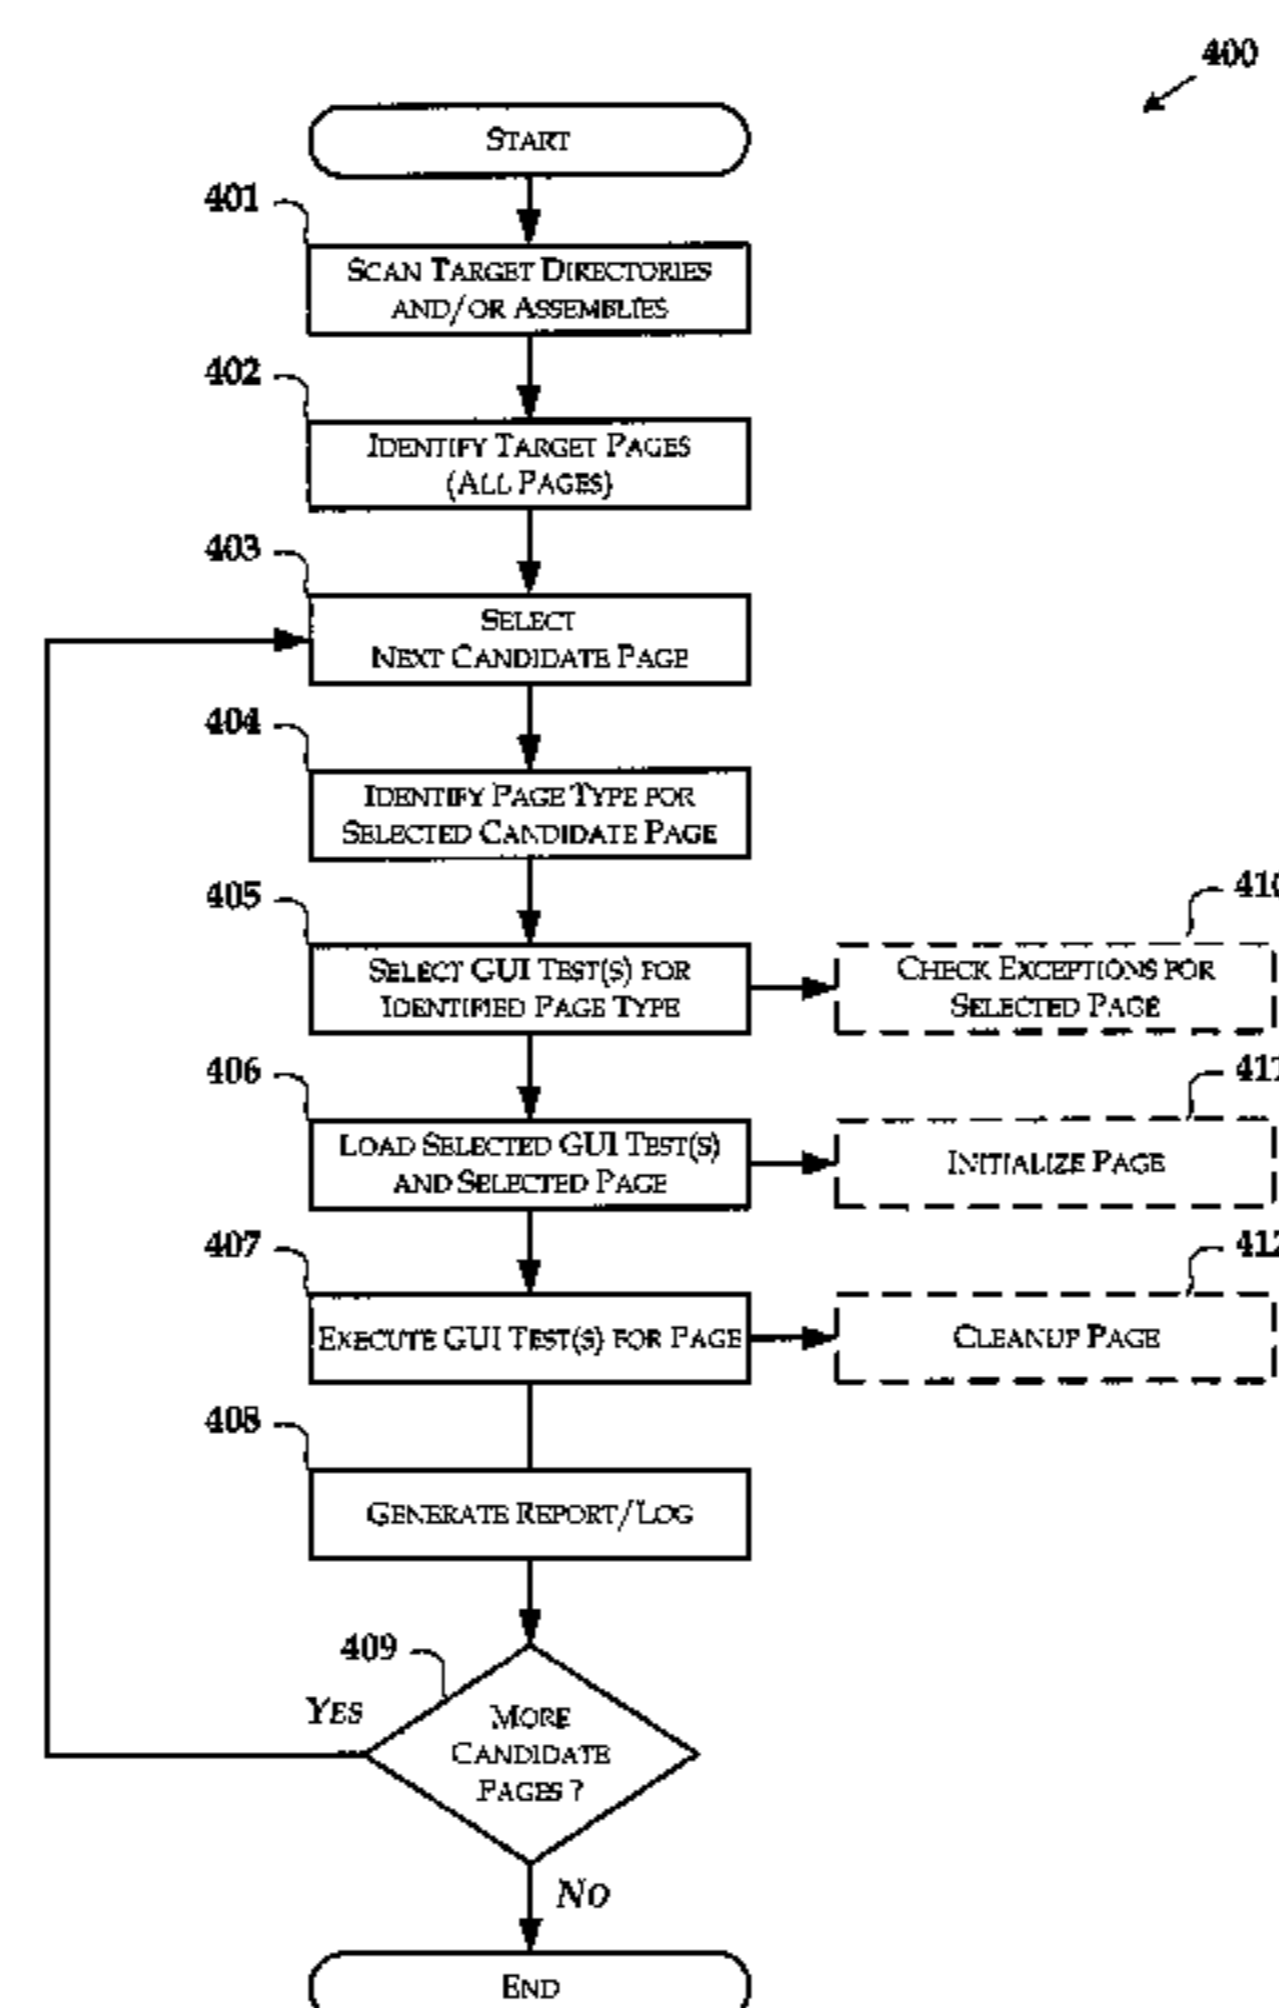 400
START
401
SCAN TARGET DIRECTORIES
AND/OR ASSEMBLIES
402
IDENTIFY TARGET PAGES
(ALL PAGES)
403
SELECT
NEXT CANDIDATE PAGE
404
IDENTIFY PAGE TYPE FOR
SELECTED CANDIDATE PAGE
405
SELECT GUI TEST(S) FOR
IDENTIFIED PAGE TYPE
410
CHECK EXCEPTIONS FOR
SELECTED PAGE
406
LOAD SELECTED GUI TEST(S)
AND SELECTED PAGE
411
INITIALIZE PAGE
407
EXECUTE GUI TEST(S) FOR PAGE
412
CLEANUP PAGE
408
GENERATE REPORT/LOG
409
YES
MORE
CANDIDATE
PAGES ?
NO
END